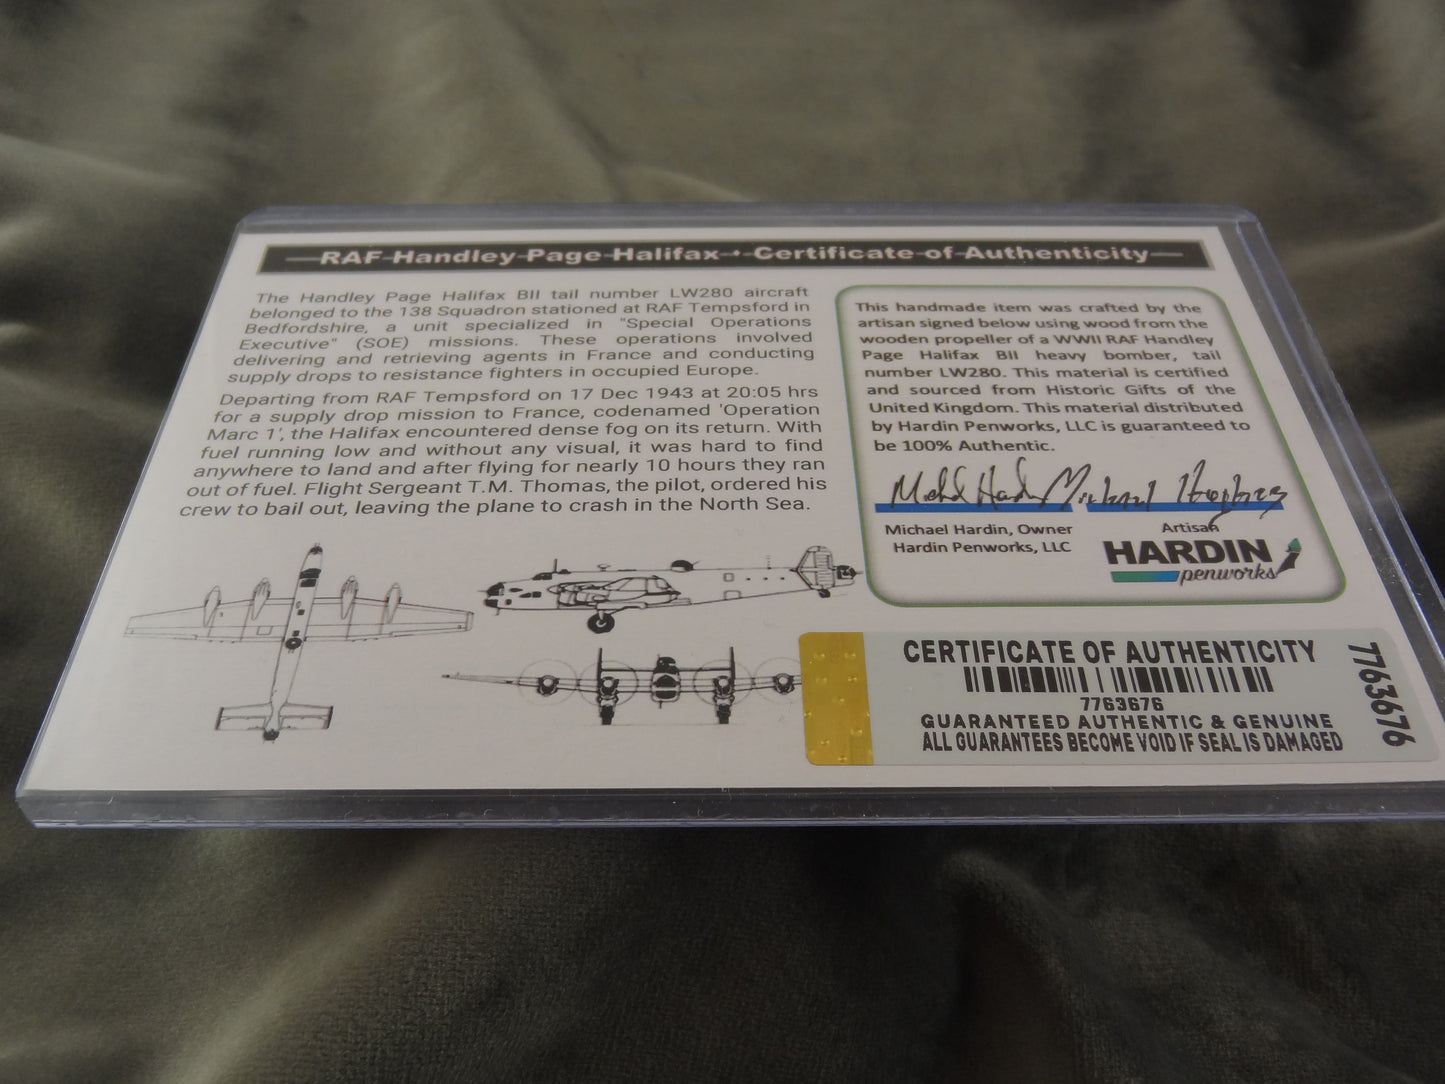 RAF Handley Page Halifax • Certificate of Authenticity
The Handley Page Halifax BII tail number LW280 aircraft
belonged to the 138 Squadron stationed at RAF Tempsford in
Bedfordshire, a unit specialized in "Special Operations
Executive" (SOE) missions. These operations involved
delivering and retrieving agents in France and conducting
supply drops to resistance fighters in occupied Europe.
Departing from RAF Tempsford on 17 Dec 1943 at 20:05 hrs
for a supply drop mission to France, codenamed 'Operation
Marc 1', the Halifax encountered dense fog on its return. With
fuel running low and without any visual, it was hard to find
anywhere to land and after flying for nearly 10 hours they ran
out of fuel. Flight Sergeant T.M. Thomas, the pilot, ordered his
crew to bail out, leaving the plane to crash in the North Sea.
This handmade item was crafted by the
artisan signed below using wood from the
wooden propeller of a WWII RAF Handley
Page Halifax BII heavy bomber, tail
number LW280. This material is certified
and sourced from Historic Gifts of the
United Kingdom. This material distributed
by Hardin Penworks, LLC is guaranteed to
be 100% Authentic.
Michael Hardin, Owner
Hardin Penworks, LLC
Artisan
HARDIN
penworks
CERTIFICATE OF AUTHENTICITY
7763676
GUARANTEED AUTHENTIC & GENUINE
ALL GUARANTEES BECOME VOID IF SEAL IS DAMAGED
7763676